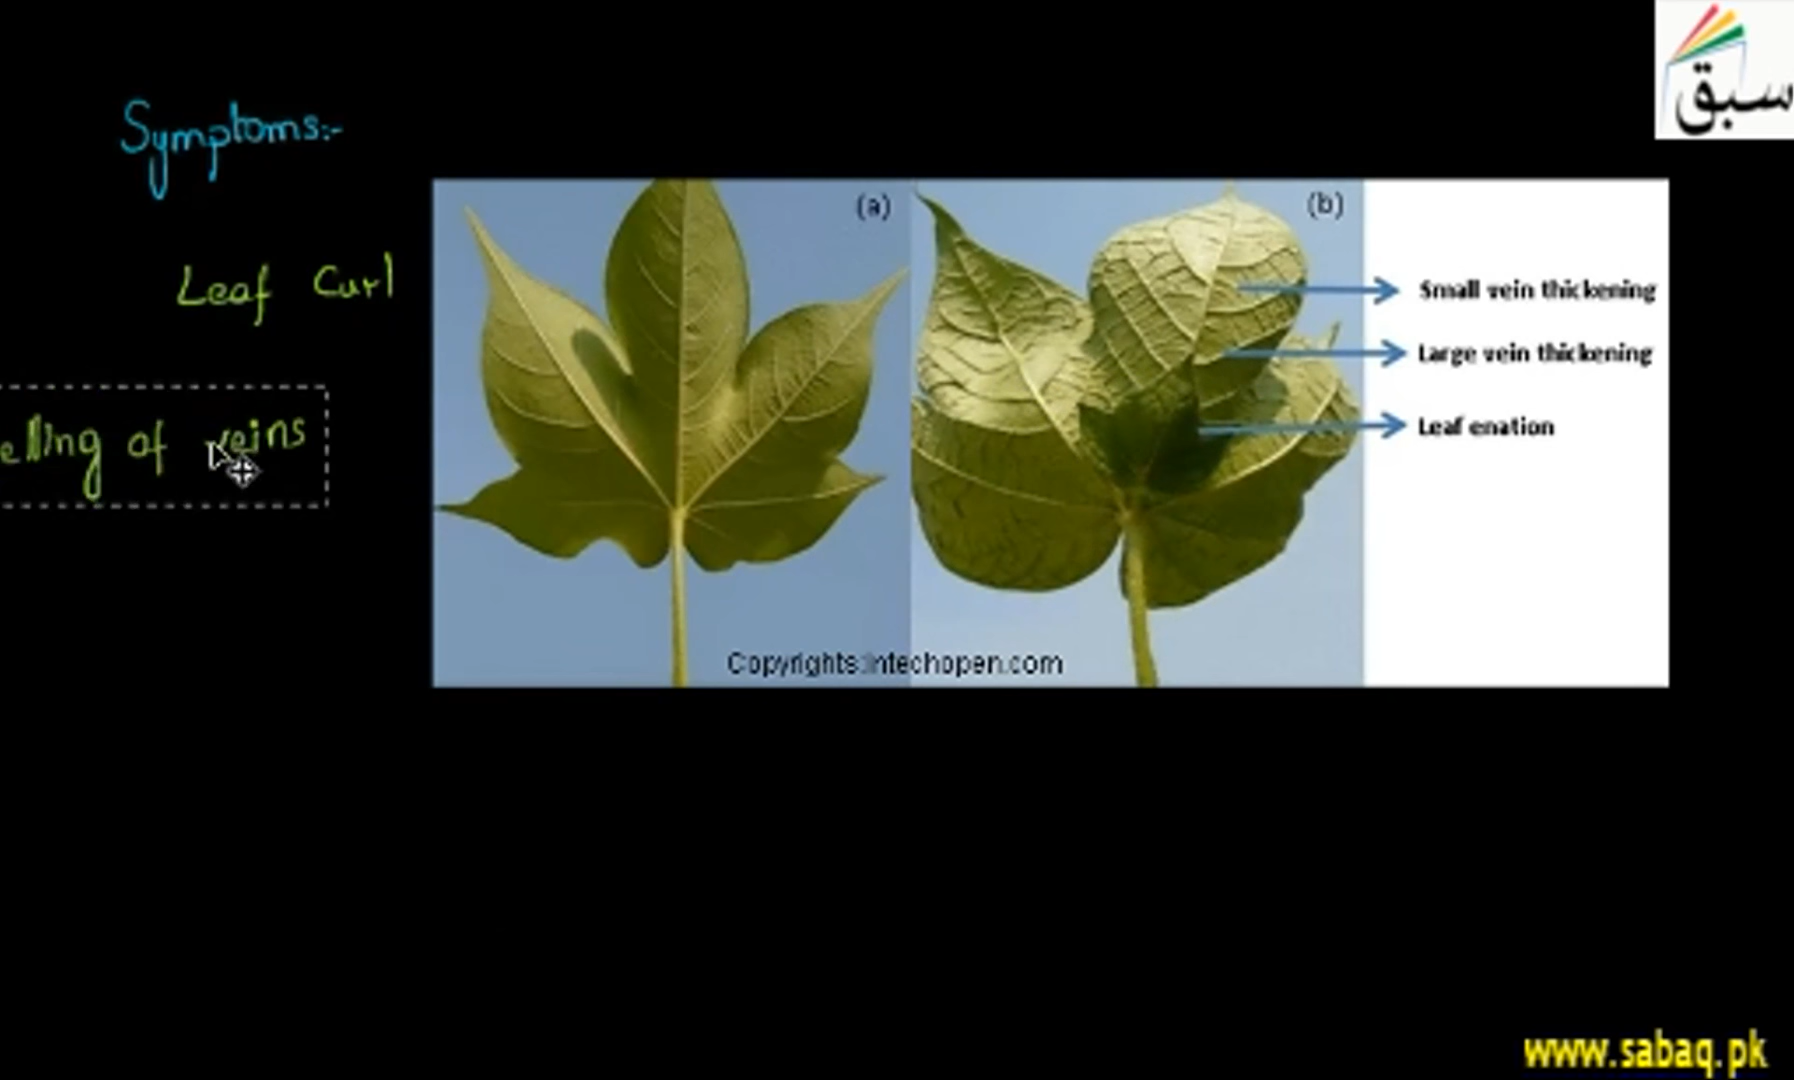 سبق
Symptoms:-
(a)
(b)
Leaf Curl
Small vein thickening
Large vein thickening
elling of veins
Leaf enation
Copyrights:intechopen.com
www.sabaq.pk